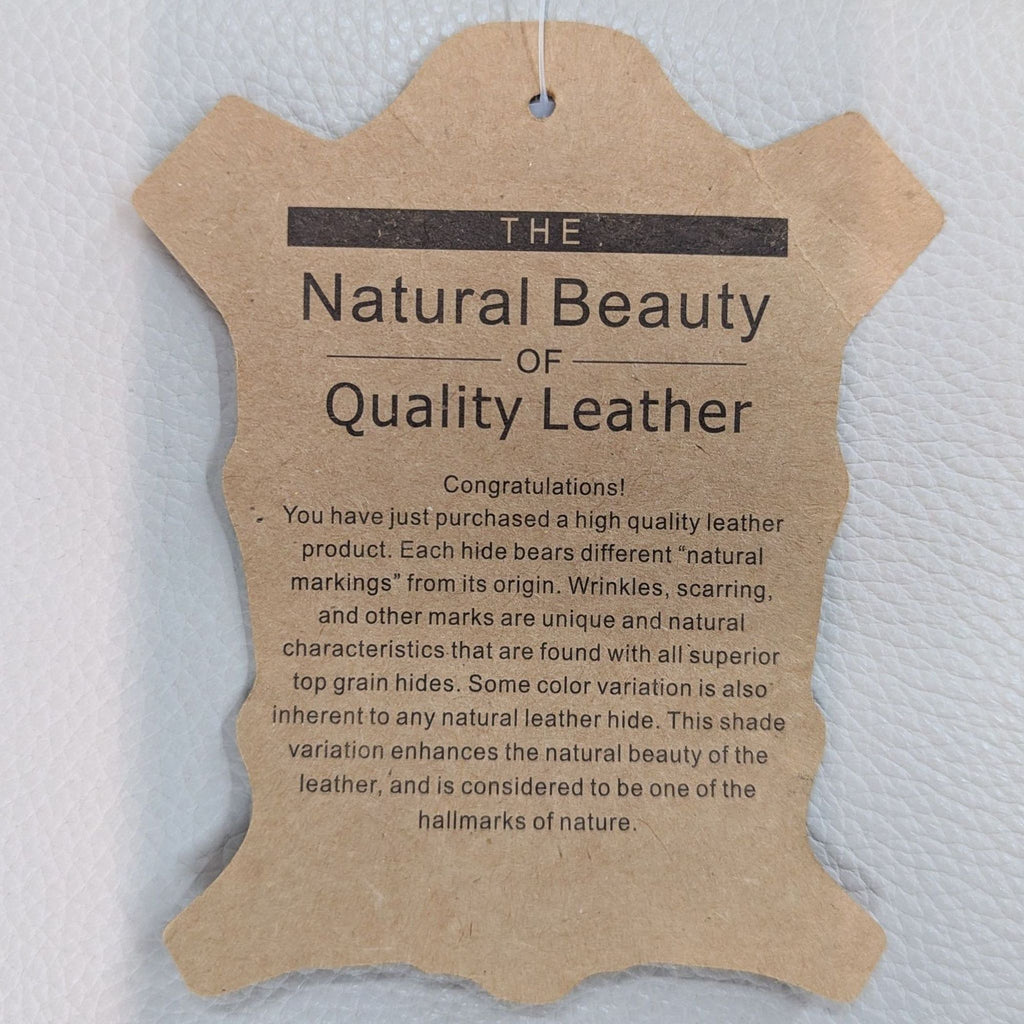 THE
Natural Beauty
OF
Quality Leather
Congratulations!
You have just purchased a high quality leather
product. Each hide bears different “natural
markings” from its origin. Wrinkles, scarring,
and other marks are unique and natural
characteristics that are found with all superior
top grain hides. Some color variation is also
inherent to any natural leather hide. This shade
variation enhances the natural beauty of the
leather, and is considered to be one of the
hallmarks of nature.